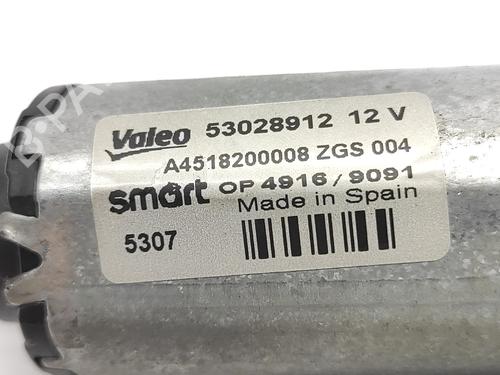 Valeo 53028912 12 V
A4518200008 ZGS 004
smart OP 4916 / 9091
Made in Spain
5307